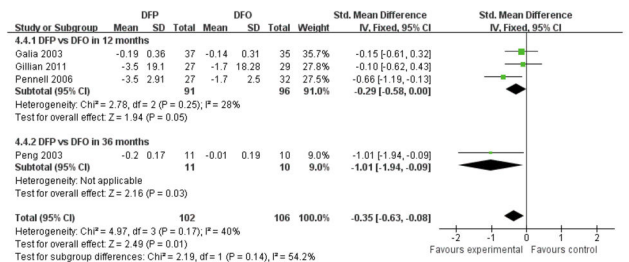 DFP DFO Std. Mean Difference Std. Mean Difference
Study or Subgroup Mean SD Total Mean SD Total Weight IV, Fixed, 95% CI IV, Fixed, 95% CI
4.4.1 DFP vs DFO in 12 months
Galia 2003 -0.19 0.36 37 -0.14 0.31 35 35.7% -0.15 [-0.61, 0.32]
Gillian 2011 -3.5 19.1 27 -1.7 18.28 29 29.0% -0.10 [-0.62, 0.43]
Pennell 2006 -3.5 2.91 27 -1.7 2.5 32 27.3% -0.66 [-1.19, -0.13]
Subtotal (95% CI) 91 96 91.0% -0.29 [-0.58, 0.00]
Heterogeneity: Chi² = 2.78, df = 2 (P = 0.25); I² = 28%
Test for overall effect: Z = 1.94 (P = 0.05)
4.4.2 DFP vs DFO in 36 months
Peng 2003 -0.2 0.17 11 -0.01 0.19 10 9.0% -1.01 [-1.94, -0.09]
Subtotal (95% CI) 11 10 9.0% -1.01 [-1.94, -0.09]
Heterogeneity: Not applicable
Test for overall effect: Z = 2.16 (P = 0.03)
Total (95% CI) 102 106 100.0% -0.35 [-0.63, -0.08]
Heterogeneity: Chi² = 4.97, df = 3 (P = 0.17); I² = 40%
Test for overall effect: Z = 2.49 (P = 0.01)
Test for subgroup differences: Chi² = 2.19, df = 1 (P = 0.14), I² = 54.2%
-2 -1 0 1 2
Favours experimental Favours control